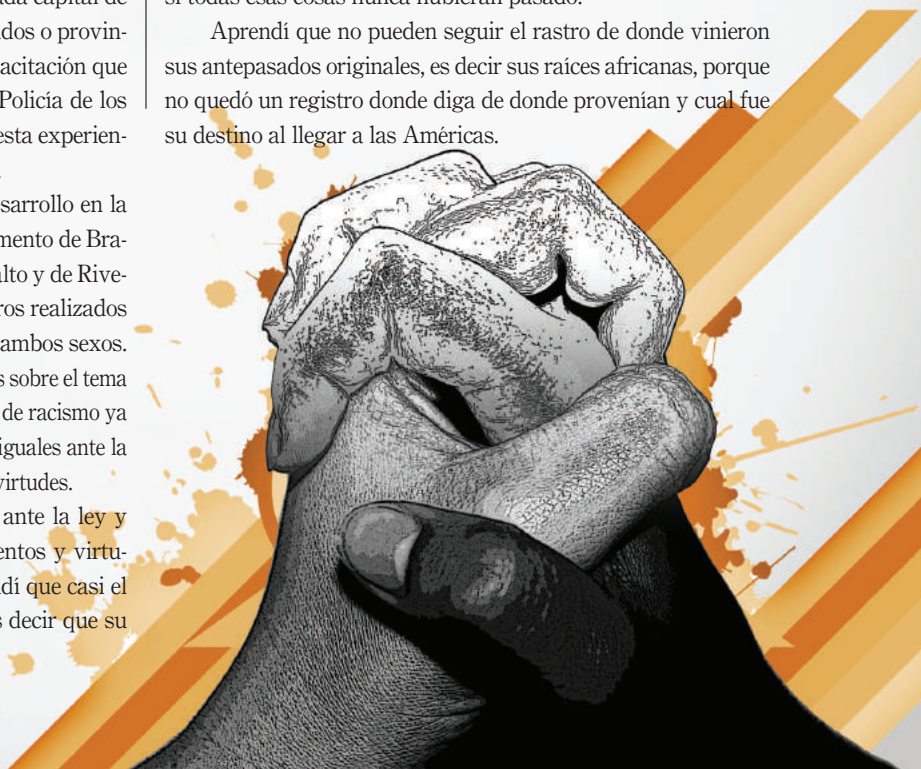 ada capital de
dos o provin-
acitación que
Policía de los
esta experien-
.
sarrollo en la
mento de Bra-
alto y de Rive-
ros realizados
ambos sexos.
s sobre el tema
de racismo ya
iguales ante la
virtudes.
ante la ley y
entos y virtu-
dí que casi el
s decir que su
si todas esas cosas nunca hubieran pasado.
Aprendí que no pueden seguir el rastro de donde vinieron
sus antepasados originales, es decir sus raíces africanas, porque
no quedó un registro donde diga de donde provenían y cual fue
su destino al llegar a las Américas.